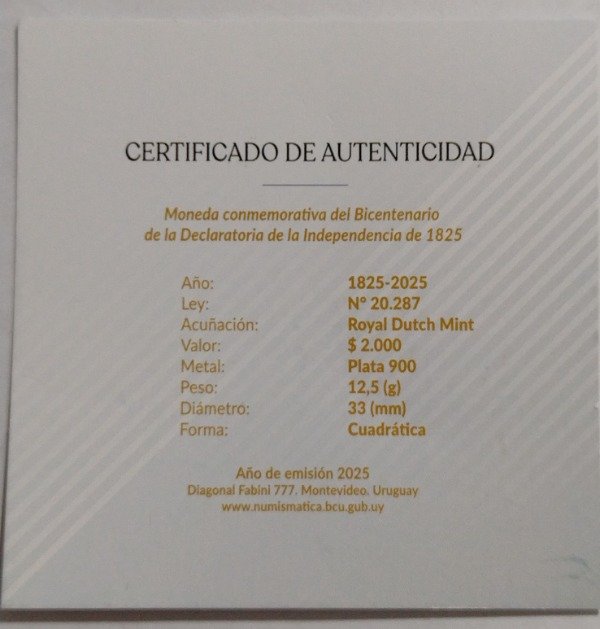 CERTIFICADO DE AUTENTICIDAD
Moneda conmemorativa del Bicentenario
de la Declaratoria de la Independencia de 1825
Año: 1825-2025
Ley: N° 20.287
Acuñación: Royal Dutch Mint
Valor: $ 2.000
Metal: Plata 900
Peso: 12,5 (g)
Diámetro: 33 (mm)
Forma: Cuadrática
Año de emisión 2025
Diagonal Fabini 777. Montevideo, Uruguay
www.numismatica.bcu.gub.uy